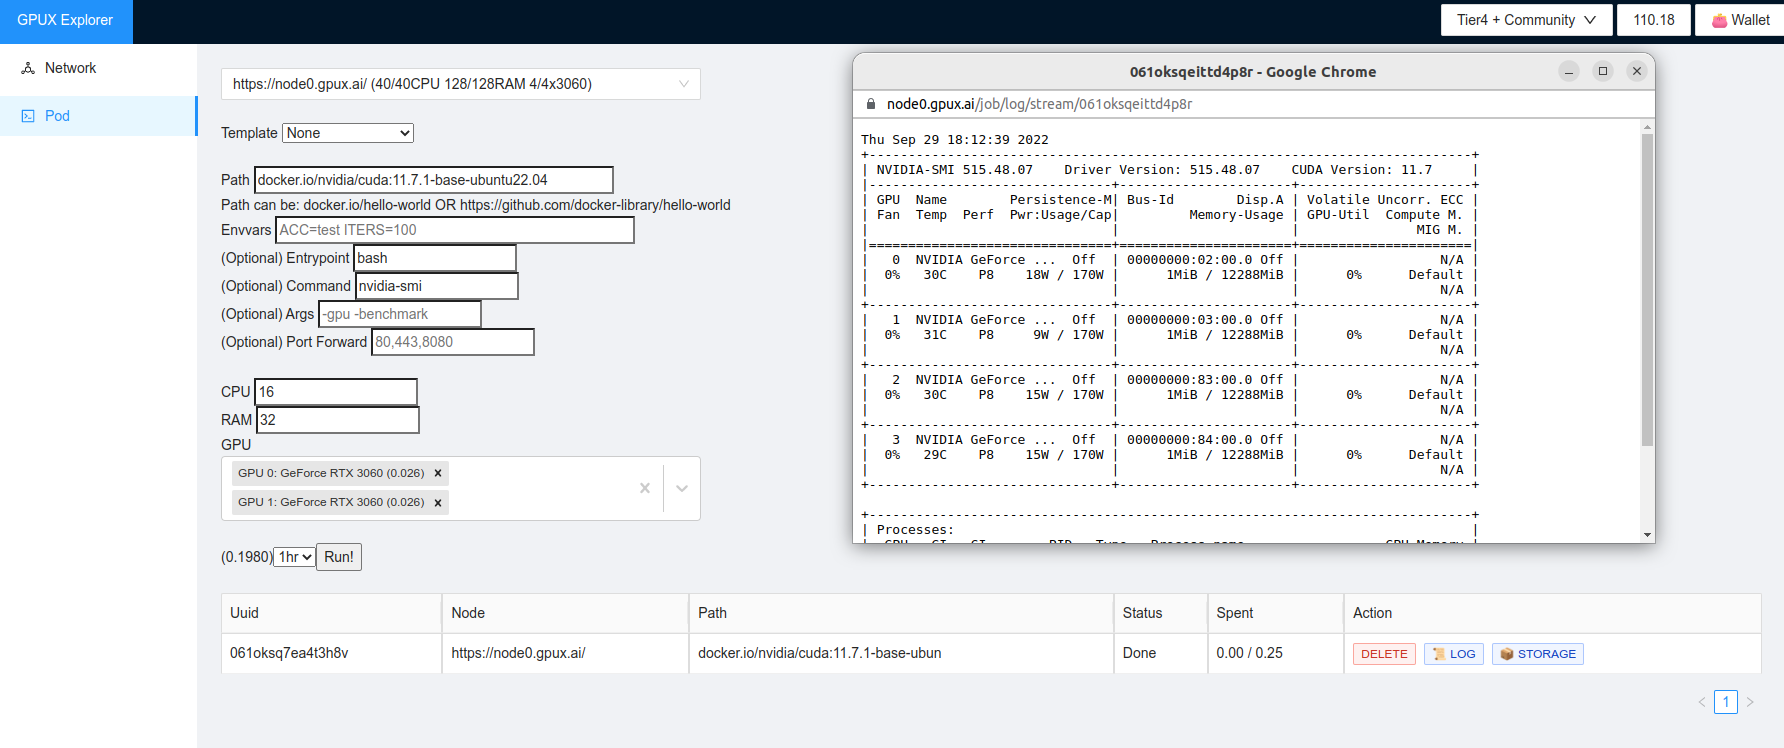 GPUX Explorer
Tier4 + Community
110.18
Wallet
Network
Pod
https://node0.gpux.ai/ (40/40CPU 128/128RAM 4/4x3060)
Template None
Path docker.io/nvidia/cuda:11.7.1-base-ubuntu22.04
Path can be: docker.io/hello-world OR https://github.com/docker-library/hello-world
Envvars ACC=test ITERS=100
(Optional) Entrypoint bash
(Optional) Command nvidia-smi
(Optional) Args -gpu -benchmark
(Optional) Port Forward 80,443,8080
CPU 16
RAM 32
GPU
GPU 0: GeForce RTX 3060 (0.026) ×
GPU 1: GeForce RTX 3060 (0.026) ×
(0.1980) 1hr Run!
061oksqeittd4p8r - Google Chrome
node0.gpux.ai/job/log/stream/061oksqeittd4p8r
Thu Sep 29 18:12:39 2022
+-----------------------------------------------------------------------------+
| NVIDIA-SMI 515.48.07    Driver Version: 515.48.07    CUDA Version: 11.7     |
|-------------------------------+----------------------+----------------------+
| GPU  Name        Persistence-M| Bus-Id        Disp.A | Volatile Uncorr. ECC |
| Fan  Temp  Perf  Pwr:Usage/Cap|         Memory-Usage | GPU-Util  Compute M. |
|                               |                      |               MIG M. |
|===============================+======================+======================|
|   0  NVIDIA GeForce ...  Off  | 00000000:02:00.0 Off |                  N/A |
|  0%   30C    P8    18W / 170W |      1MiB / 12288MiB |      0%      Default |
|                               |                      |                  N/A |
+-------------------------------+----------------------+----------------------+
|   1  NVIDIA GeForce ...  Off  | 00000000:03:00.0 Off |                  N/A |
|  0%   31C    P8     9W / 170W |      1MiB / 12288MiB |      0%      Default |
|                               |                      |                  N/A |
+-------------------------------+----------------------+----------------------+
|   2  NVIDIA GeForce ...  Off  | 00000000:83:00.0 Off |                  N/A |
|  0%   30C    P8    15W / 170W |      1MiB / 12288MiB |      0%      Default |
|                               |                      |                  N/A |
+-------------------------------+----------------------+----------------------+
|   3  NVIDIA GeForce ...  Off  | 00000000:84:00.0 Off |                  N/A |
|  0%   29C    P8    15W / 170W |      1MiB / 12288MiB |      0%      Default |
|                               |                      |                  N/A |
+-------------------------------+----------------------+----------------------+
+-----------------------------------------------------------------------------+
| Processes:                                                                  |
|  GPU   GI   CI        PID   Type   Process name                  GPU Memory |
Uuid Node Path Status Spent Action
061oksq7ea4t3h8v https://node0.gpux.ai/ docker.io/nvidia/cuda:11.7.1-base-ubun Done 0.00 / 0.25 DELETE LOG STORAGE
< 1 >